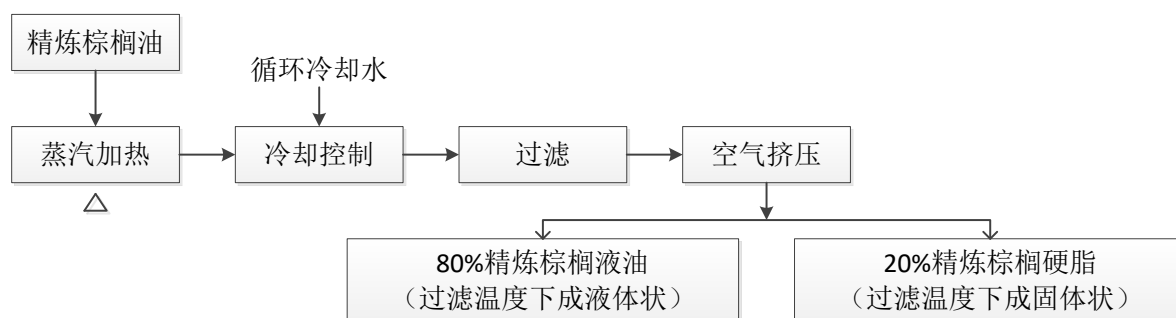 精炼棕榈油
循环冷却水
蒸汽加热
冷却控制
过滤
空气挤压
80%精炼棕榈液油
（过滤温度下成液体状）
20%精炼棕榈硬脂
（过滤温度下成固体状）